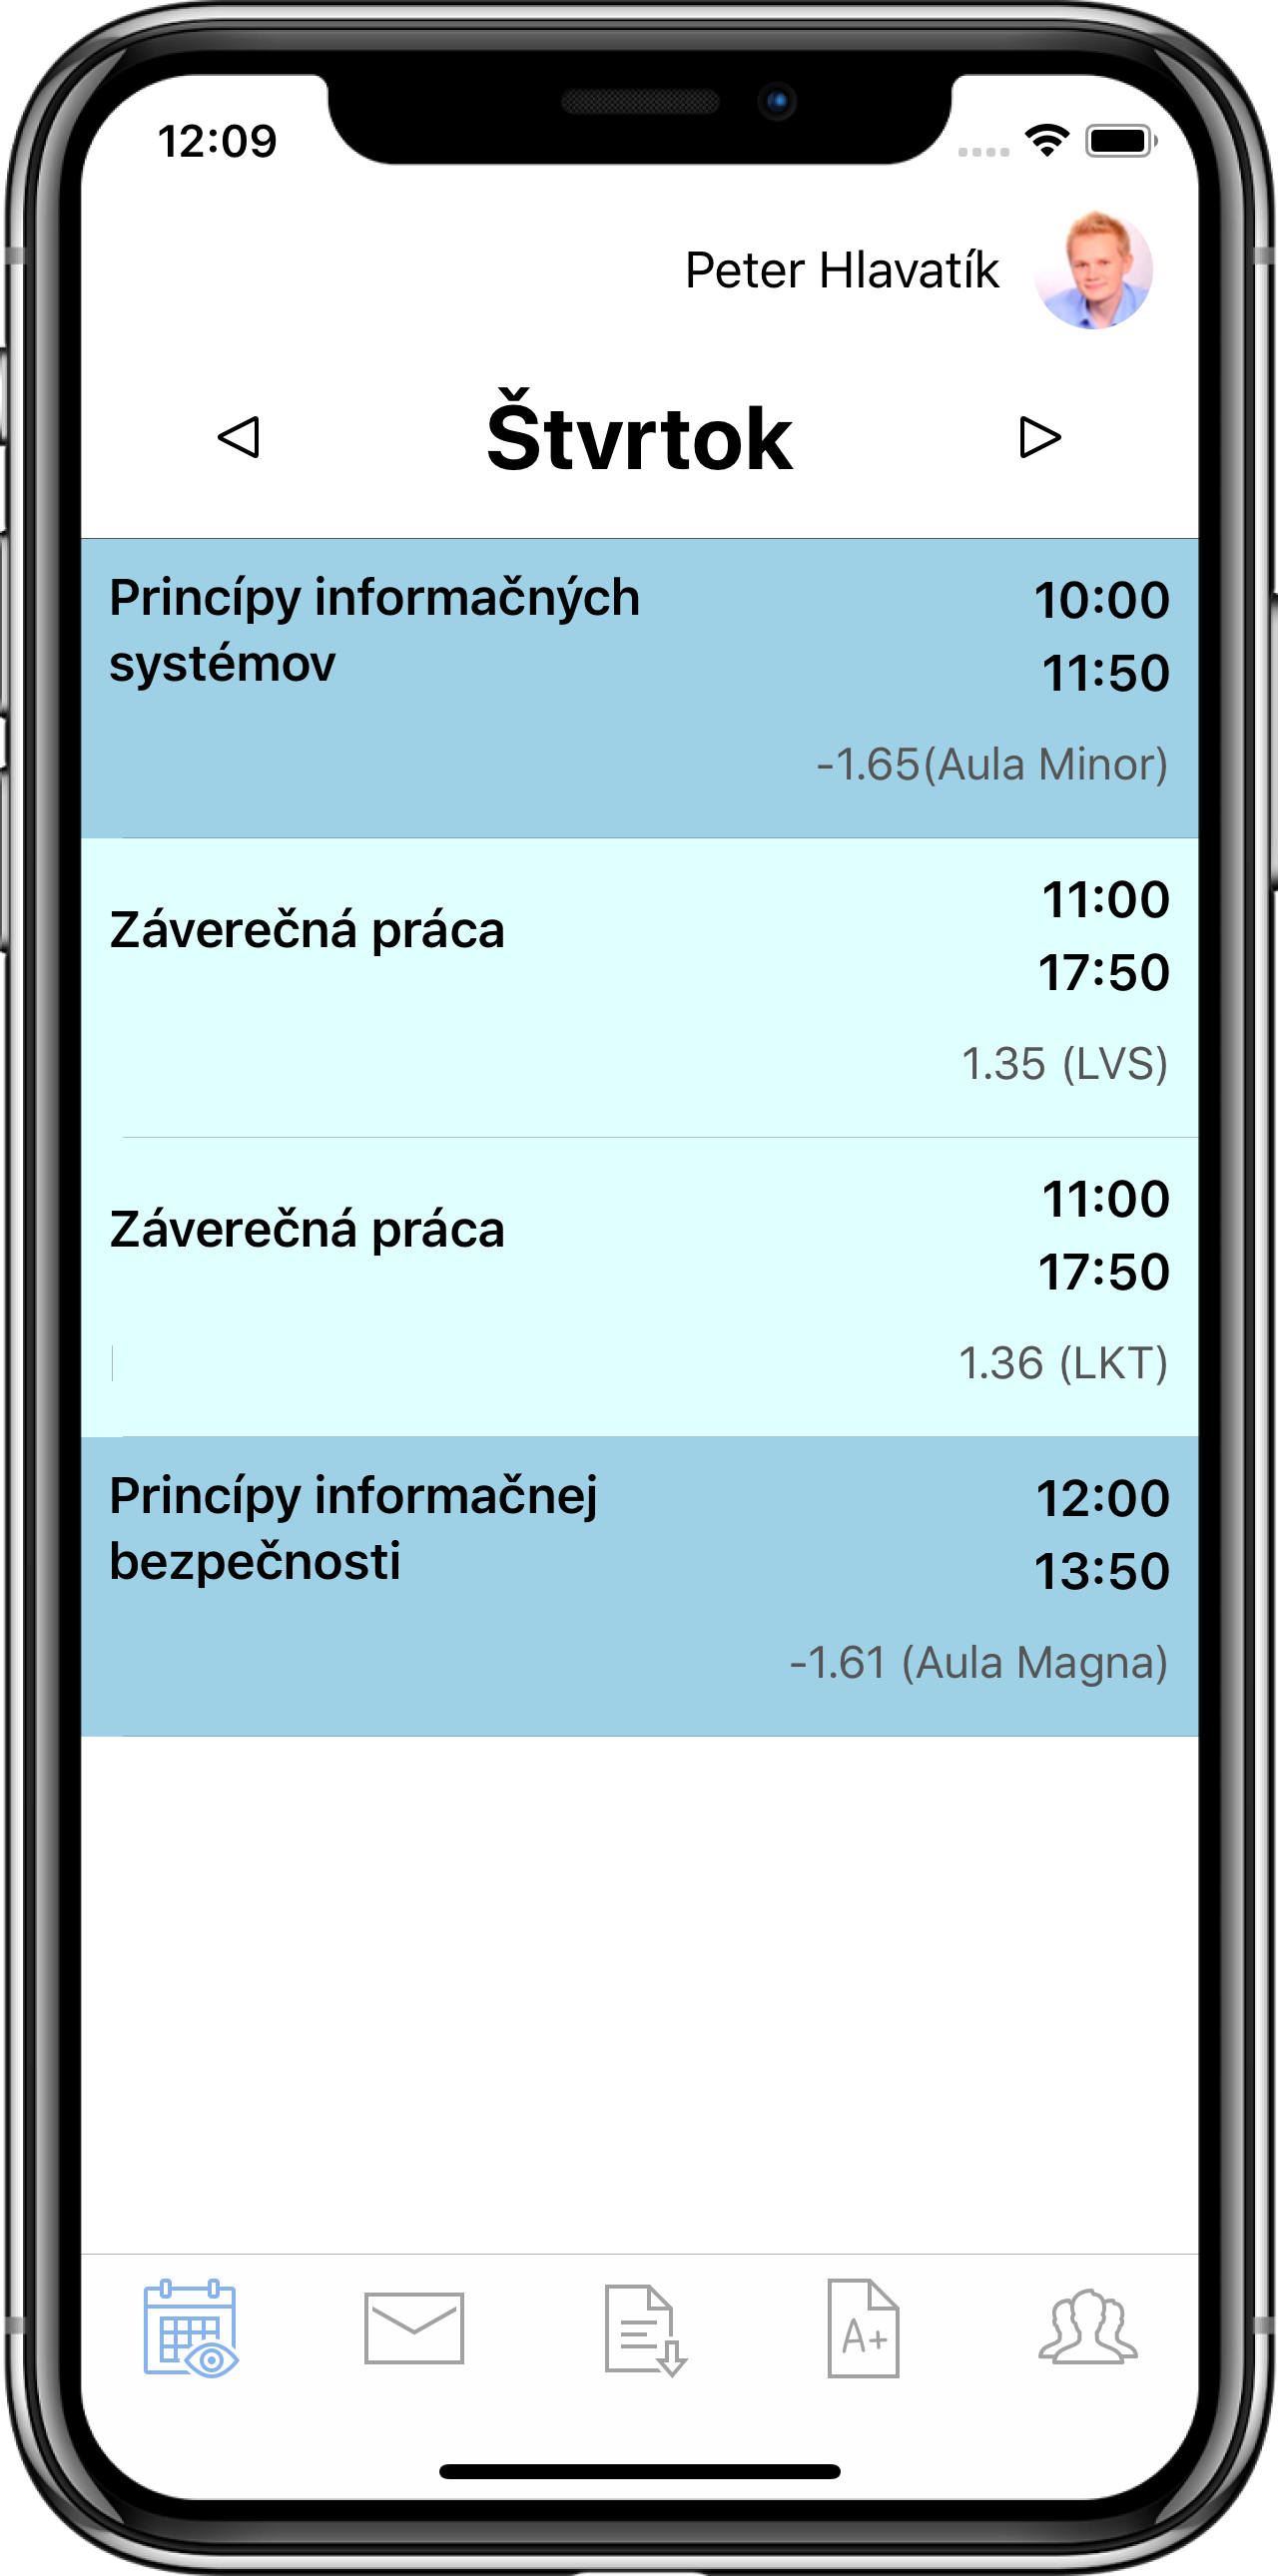 12:09
Peter Hlavatík
Štvrtok
Princípy informačných
systémov
10:00
11:50
-1.65(Aula Minor)
Záverečná práca
11:00
17:50
1.35 (LVS)
Záverečná práca
11:00
17:50
1.36 (LKT)
Princípy informačnej
bezpečnosti
12:00
13:50
-1.61 (Aula Magna)
A+